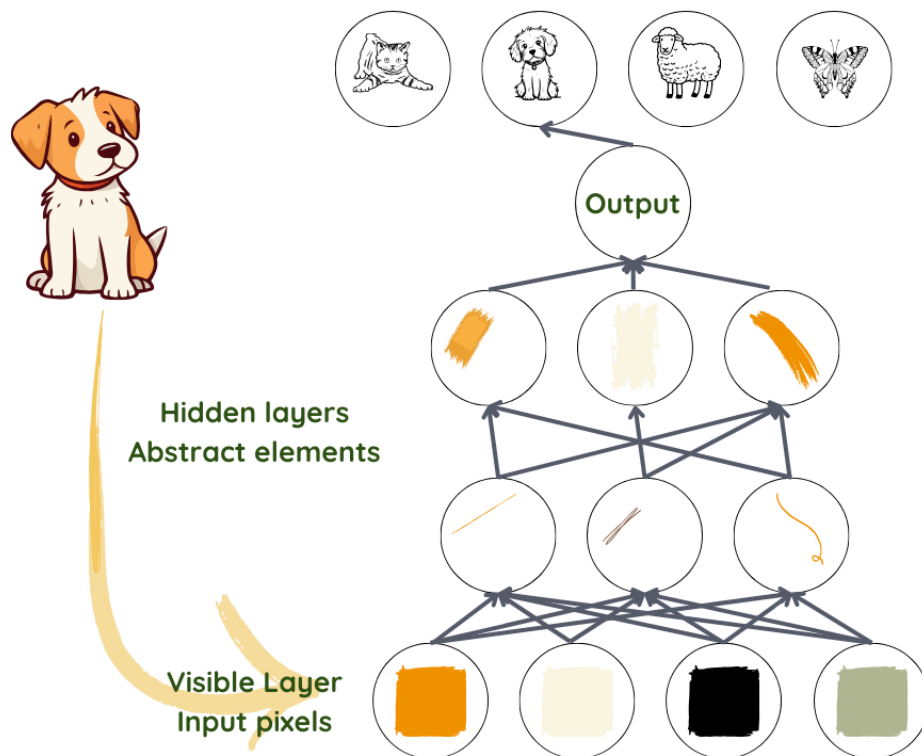 Output
Hidden layers
Abstract elements
Visible Layer
Input pixels